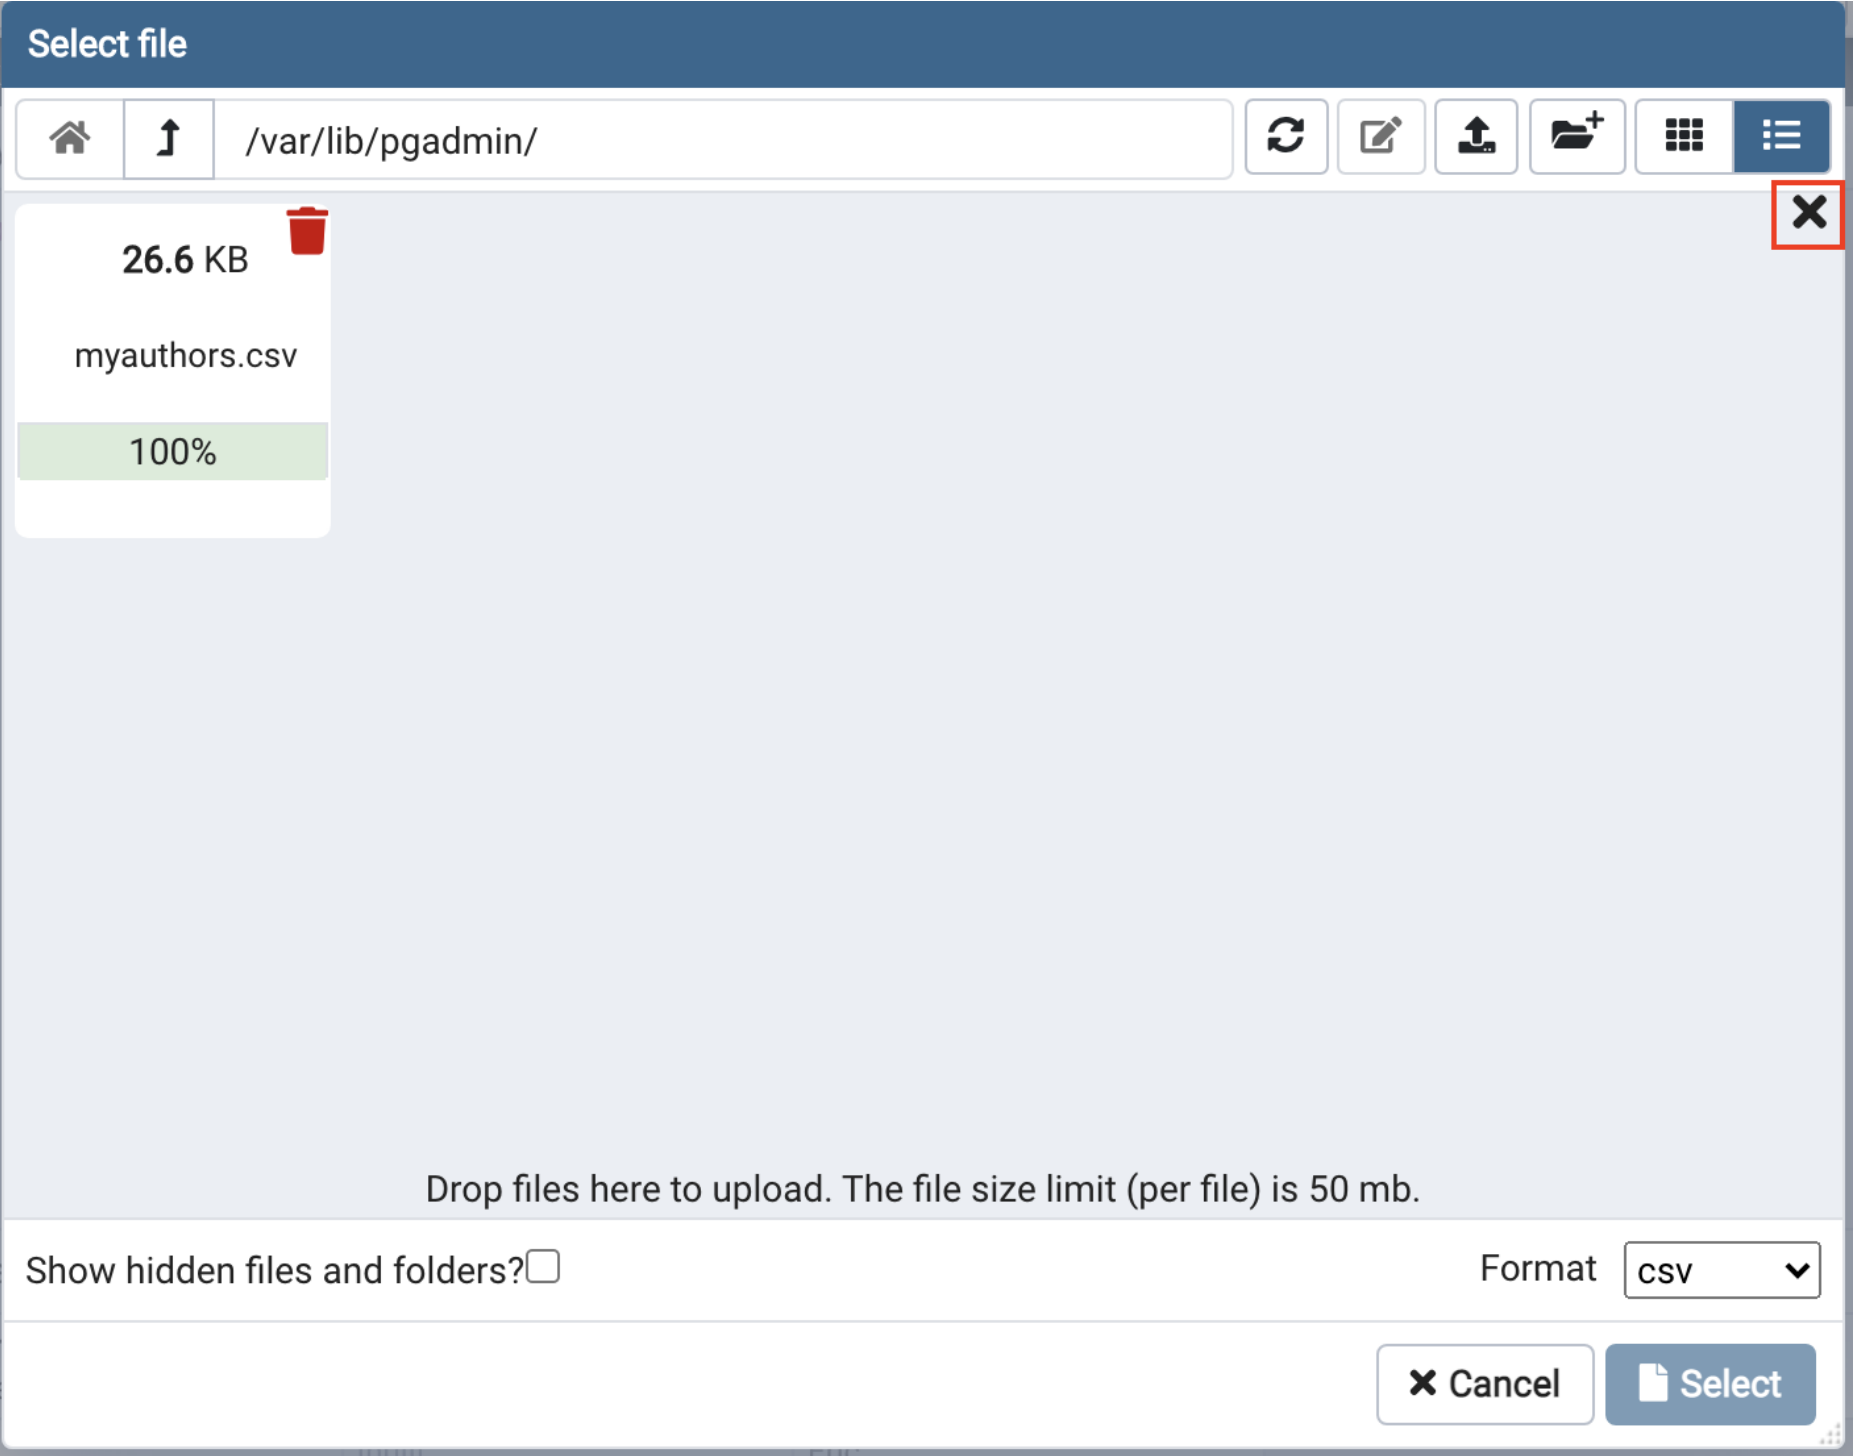 Select file
/var/lib/pgadmin/
26.6 KB
myauthors.csv
100%
Drop files here to upload. The file size limit (per file) is 50 mb.
Show hidden files and folders?
Format
csv
Cancel
Select